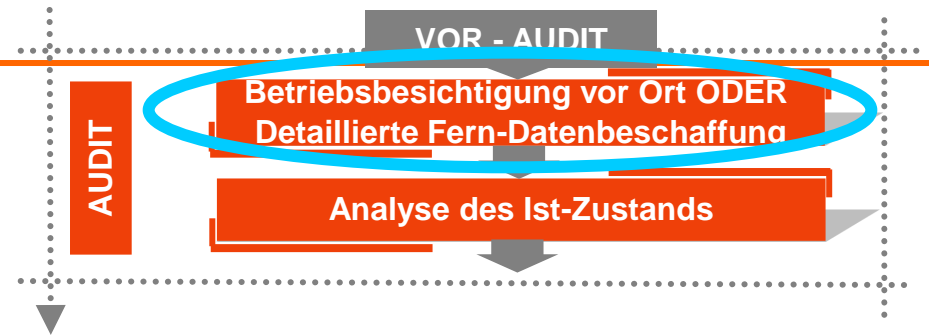 VOR - AUDIT
Betriebsbesichtigung vor Ort ODER
Detaillierte Fern-Datenbeschaffung
AUDIT
Analyse des Ist-Zustands